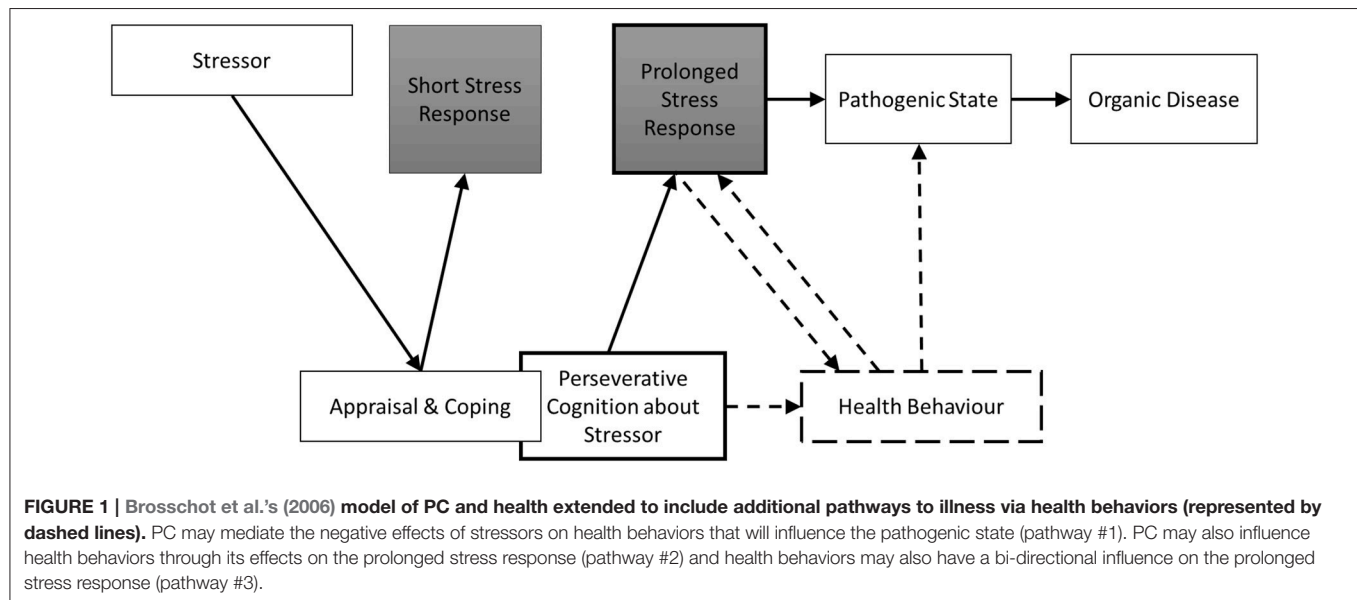 Stressor
Short Stress
Response
Prolonged
Stress
Response
Pathogenic State
Organic Disease
Appraisal & Coping
Perseverative
Cognition about
Stressor
Health Behaviour
FIGURE 1 | Brosschot et al.'s (2006) model of PC and health extended to include additional pathways to illness via health behaviors (represented by
dashed lines). PC may mediate the negative effects of stressors on health behaviors that will influence the pathogenic state (pathway #1). PC may also influence
health behaviors through its effects on the prolonged stress response (pathway #2) and health behaviors may also have a bi-directional influence on the prolonged
stress response (pathway #3).